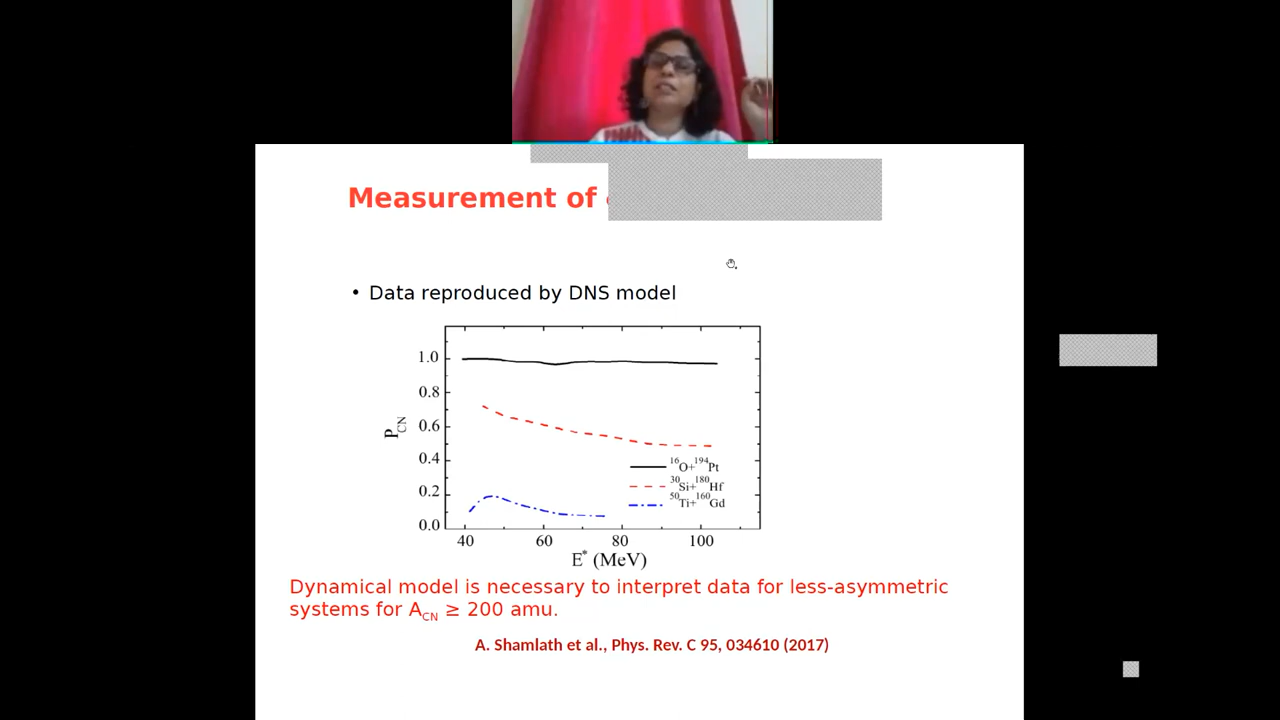 Measurement of
• Data reproduced by DNS model
1.0
0.8
0.6
0.4
0.2
0.0
P_CN
¹⁶O+¹⁹⁴Pt
³⁰Si+¹⁸⁰Hf
⁵⁰Ti+¹⁶⁰Gd
40 60 80 100
E* (MeV)
Dynamical model is necessary to interpret data for less-asymmetric
systems for A_CN ≥ 200 amu.
A. Shamlath et al., Phys. Rev. C 95, 034610 (2017)